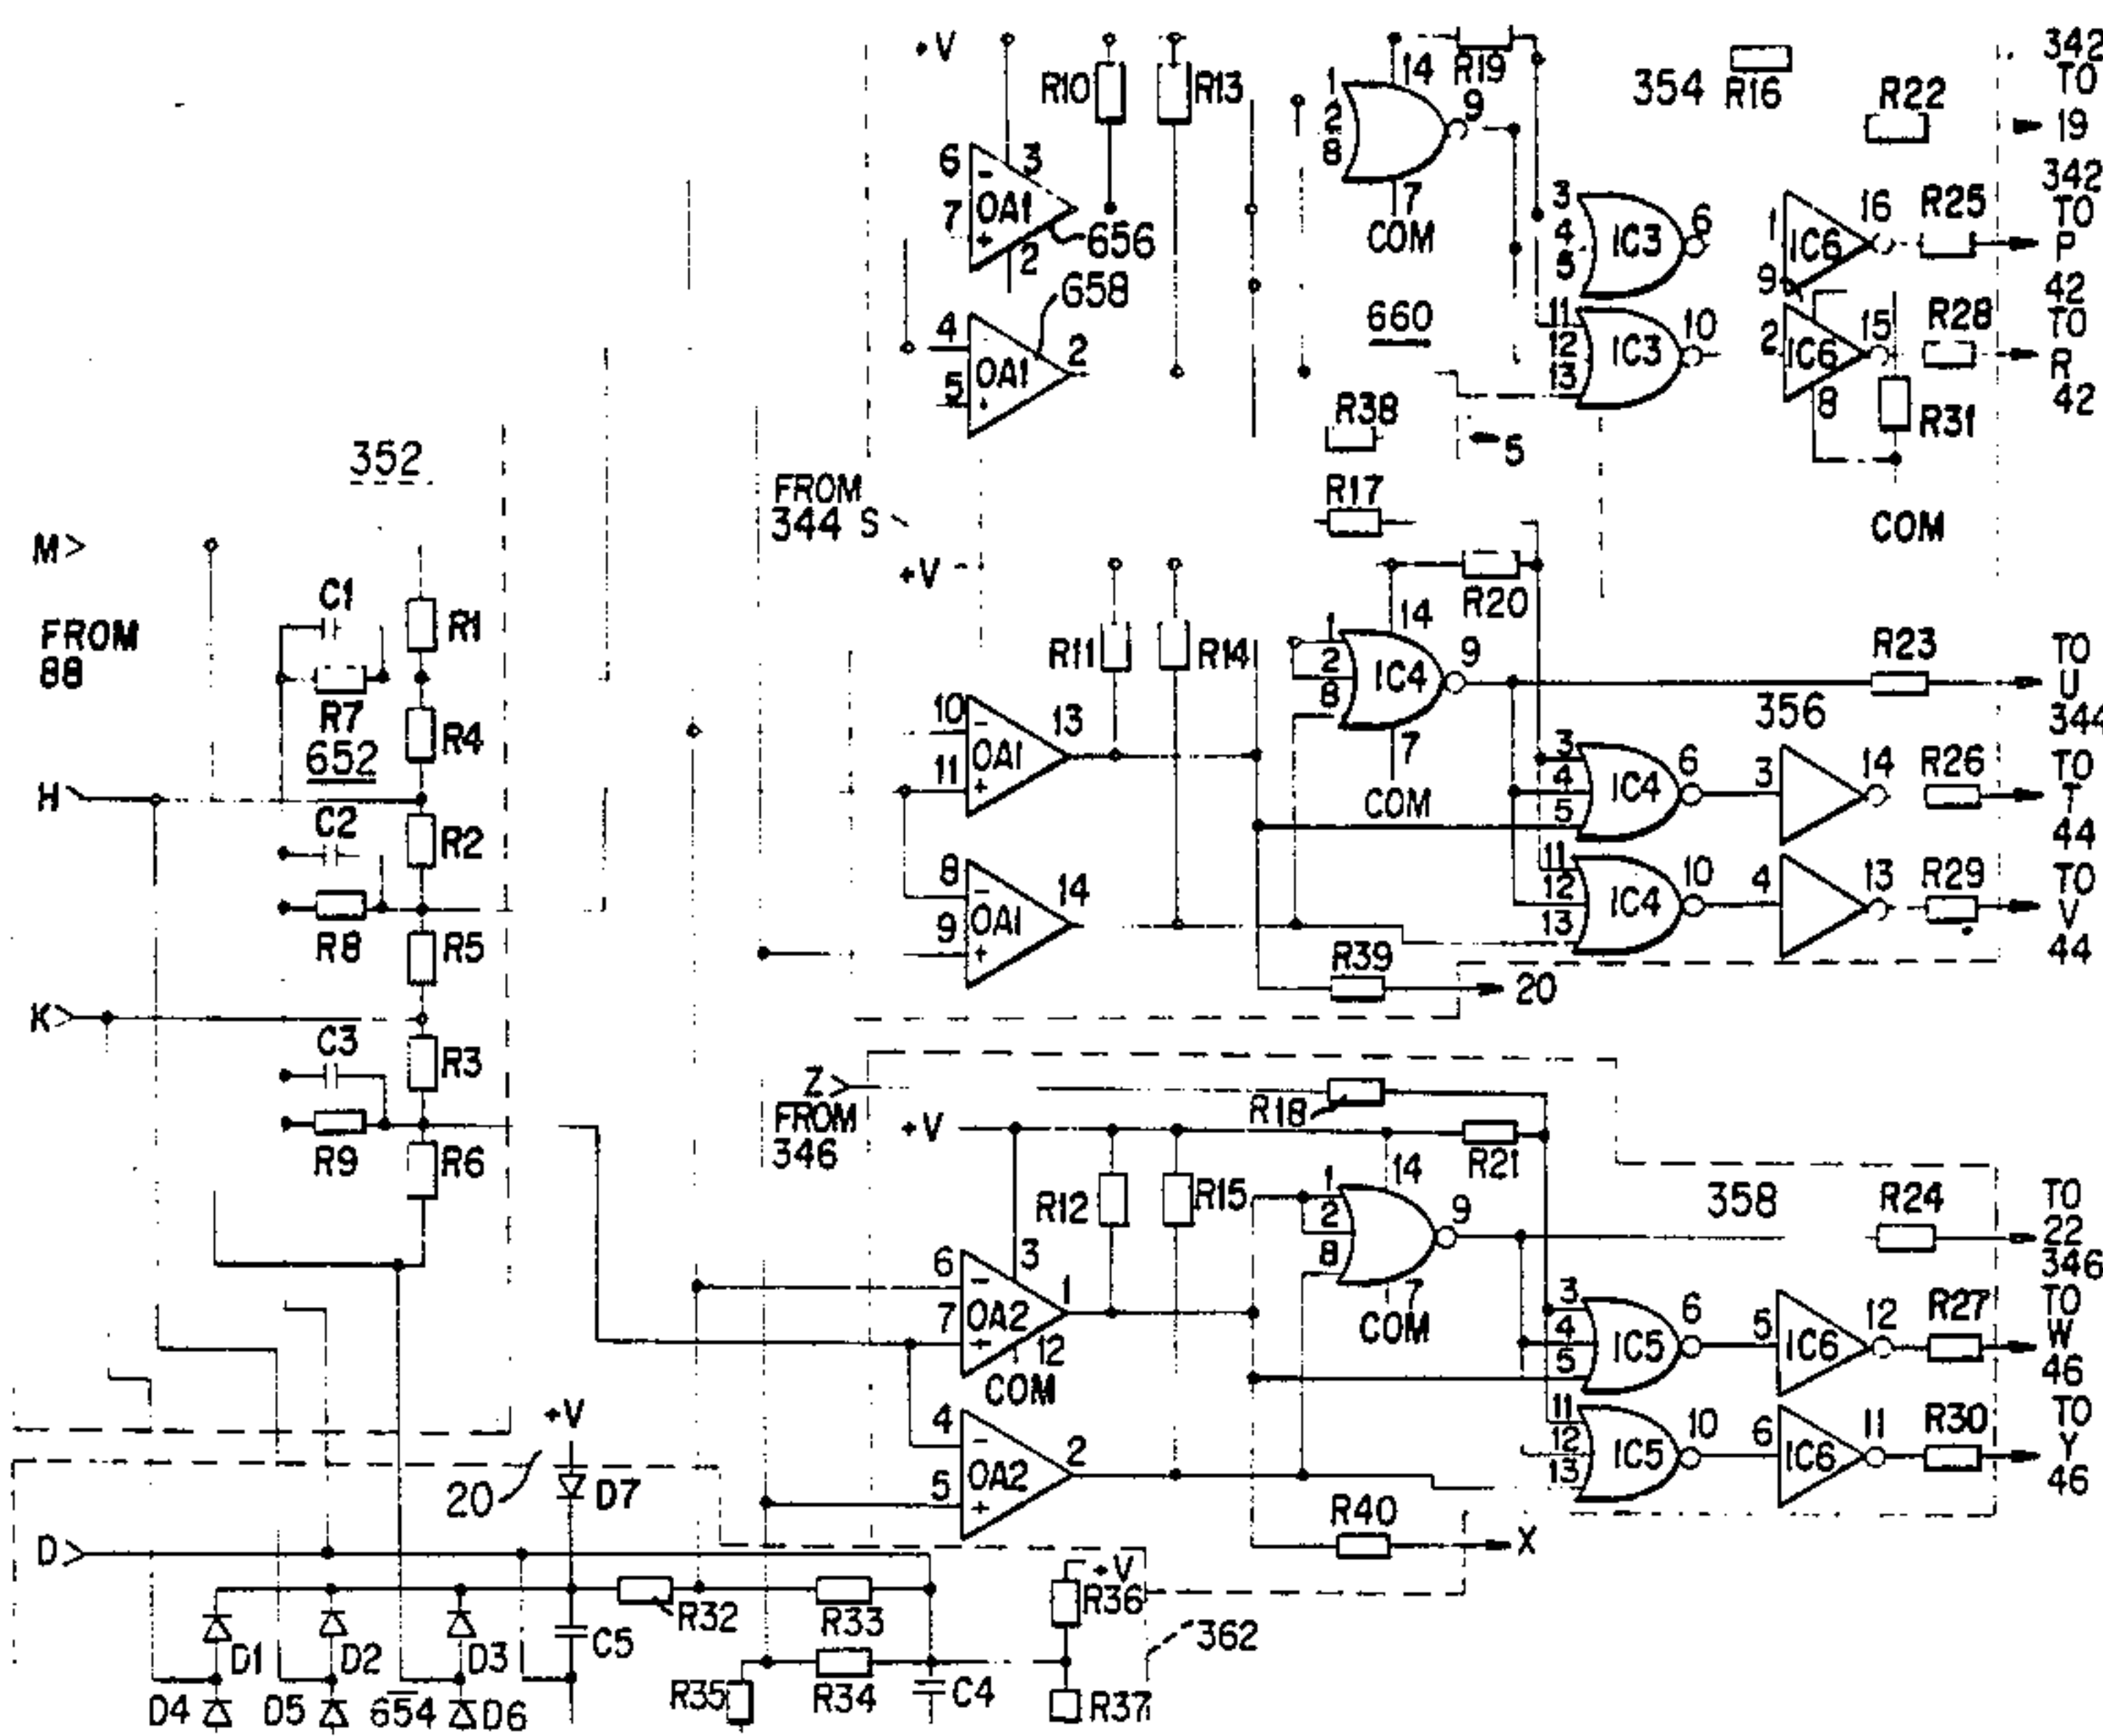 +V
R10
R13
1
2
8
14
9
7
COM
R19
354
R16
R22
342
TO
19
342
TO
P
42
TO
R
42
6
7
3
OA1
2
656
658
4
5
OA1
2
660
3
4
5
IC3
6
11
12
13
IC3
10
1
IC6
16
9
2
IC6
15
8
R25
R28
R31
COM
R38
5
R17
352
FROM
344 S
M
FROM
88
C1
R1
R7
R4
652
H
C2
R2
R8
R5
K
C3
R3
R9
R6
+V
R11
R14
1
2
8
14
IC4
9
7
COM
R20
R23
TO
U
344
356
10
11
OA1
13
8
9
OA1
14
3
4
5
IC4
6
3
14
R26
TO
T
44
11
12
13
IC4
10
4
13
R29
TO
V
44
R39
20
Z
FROM
346
R18
+V
R21
R12
R15
1
2
8
14
9
7
COM
358
R24
TO
22
346
6
7
3
OA2
1
12
COM
4
5
OA2
2
3
4
5
IC5
6
5
IC6
12
R27
TO
W
46
11
12
13
IC5
10
6
IC6
11
R30
TO
Y
46
R40
X
+V
20
D7
D
D1
D2
D3
C5
R32
R33
+V
R36
362
D4
D5
654
D6
R35
R34
C4
R37